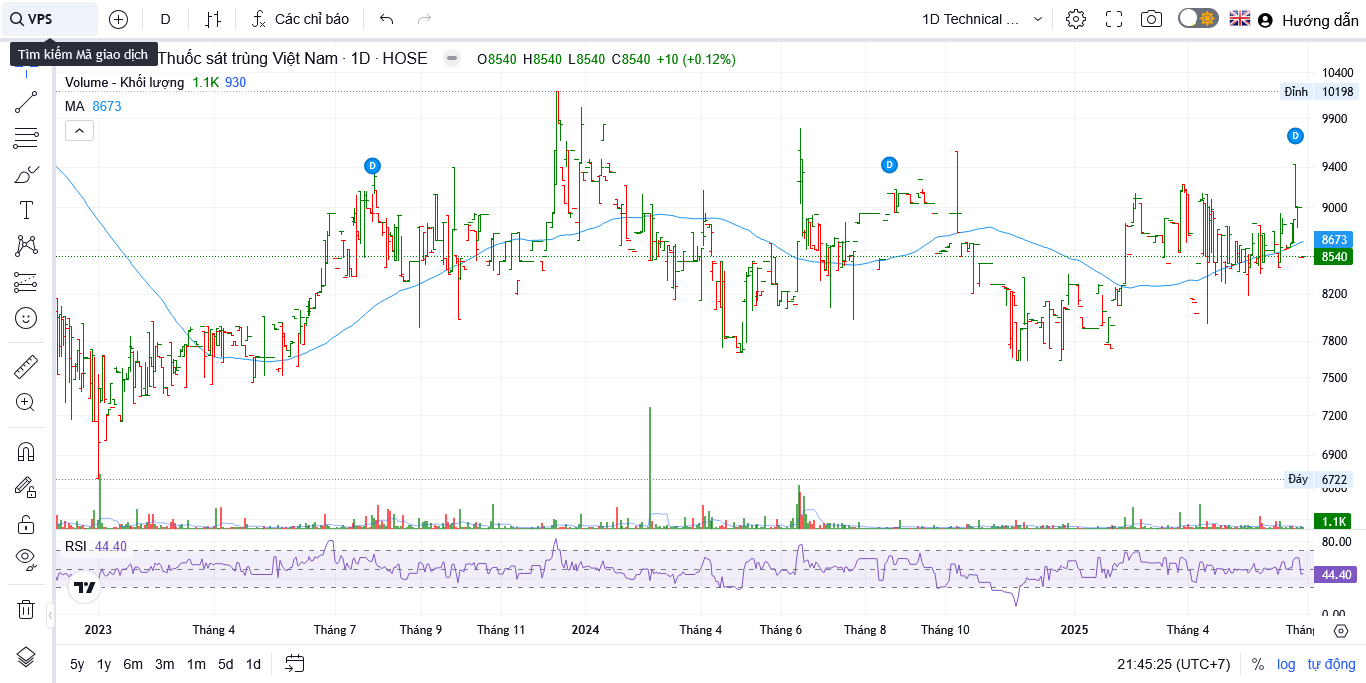 VPS
D
Các chỉ báo
1D Technical ...
Hướng dẫn
Tìm kiếm Mã giao dịch
Thuốc sát trùng Việt Nam · 1D · HOSE
O8540 H8540 L8540 C8540 +10 (+0.12%)
Volume - Khối lượng 1.1K 930
MA 8673
10400
Đỉnh 10198
9900
D
D
D
9400
9000
8673
8540
8200
7800
7500
7200
6900
Đáy 6722
1.1K
RSI 44.40
80.00
44.40
0.00
2023
Tháng 4
Tháng 7
Tháng 9
Tháng 11
2024
Tháng 4
Tháng 6
Tháng 8
Tháng 10
2025
Tháng 4
Tháng
5y 1y 6m 3m 1m 5d 1d
21:45:25 (UTC+7)
% log tự động